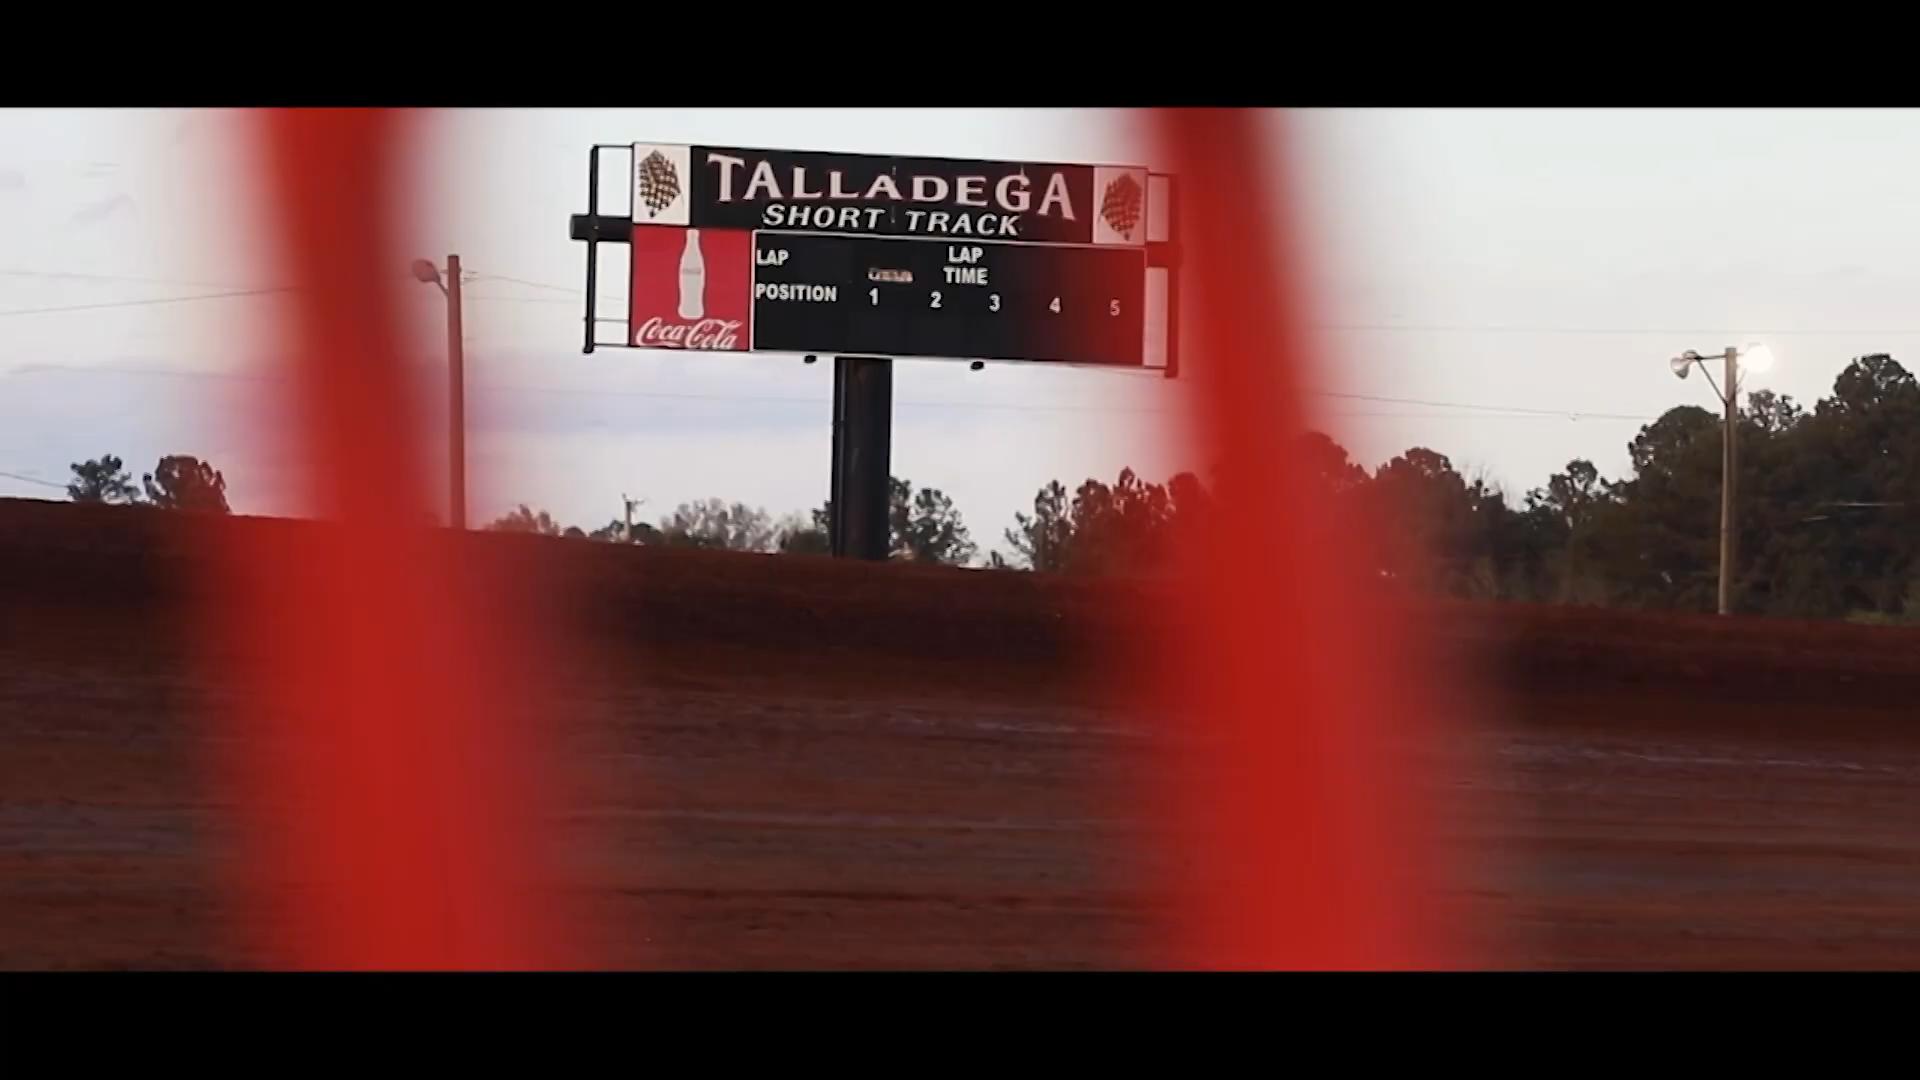 TALLADEGA
SHORT TRACK
LAP
LAP
TIME
POSITION 1 2 3 4 5
Coca-Cola